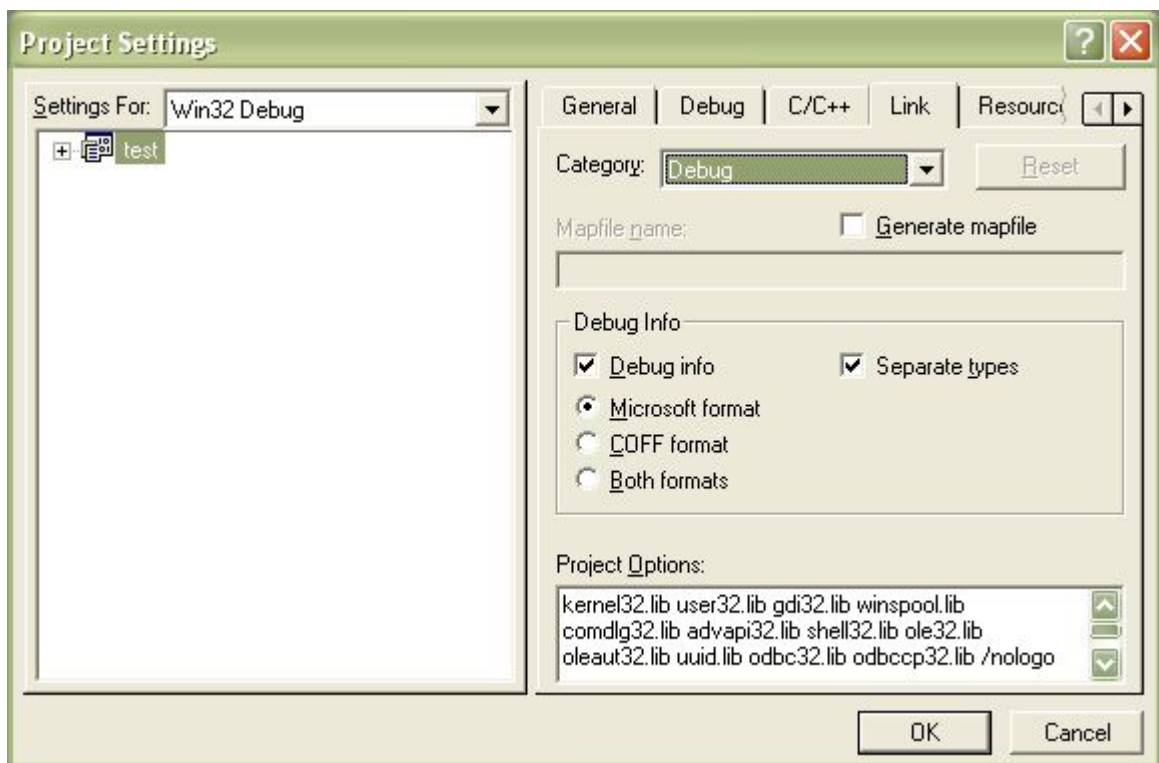 Project Settings
Settings For: Win32 Debug
test
General Debug C/C++ Link Resourc
Category: Debug Reset
Mapfile name: Generate mapfile
Debug Info
Debug info Separate types
Microsoft format
COFF format
Both formats
Project Options:
kernel32.lib user32.lib gdi32.lib winspool.lib
comdlg32.lib advapi32.lib shell32.lib ole32.lib
oleaut32.lib uuid.lib odbc32.lib odbccp32.lib /nologo
OK Cancel